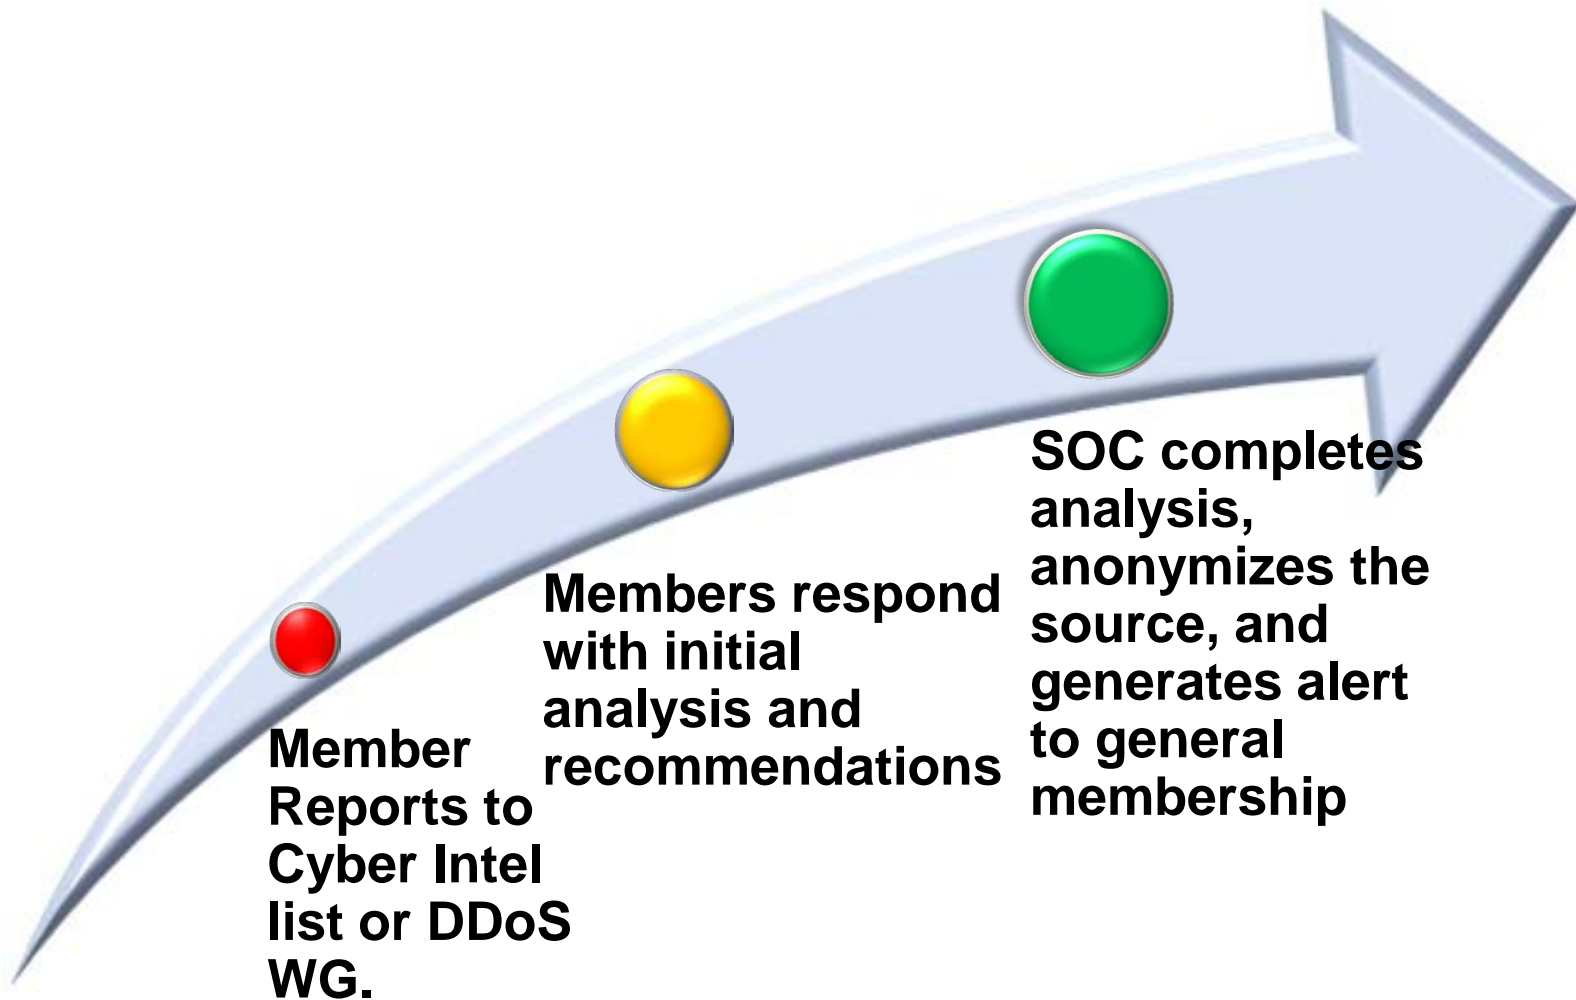 Member
Reports to
Cyber Intel
list or DDoS
WG.
Members respond
with initial
analysis and
recommendations
SOC completes
analysis,
anonymizes the
source, and
generates alert
to general
membership